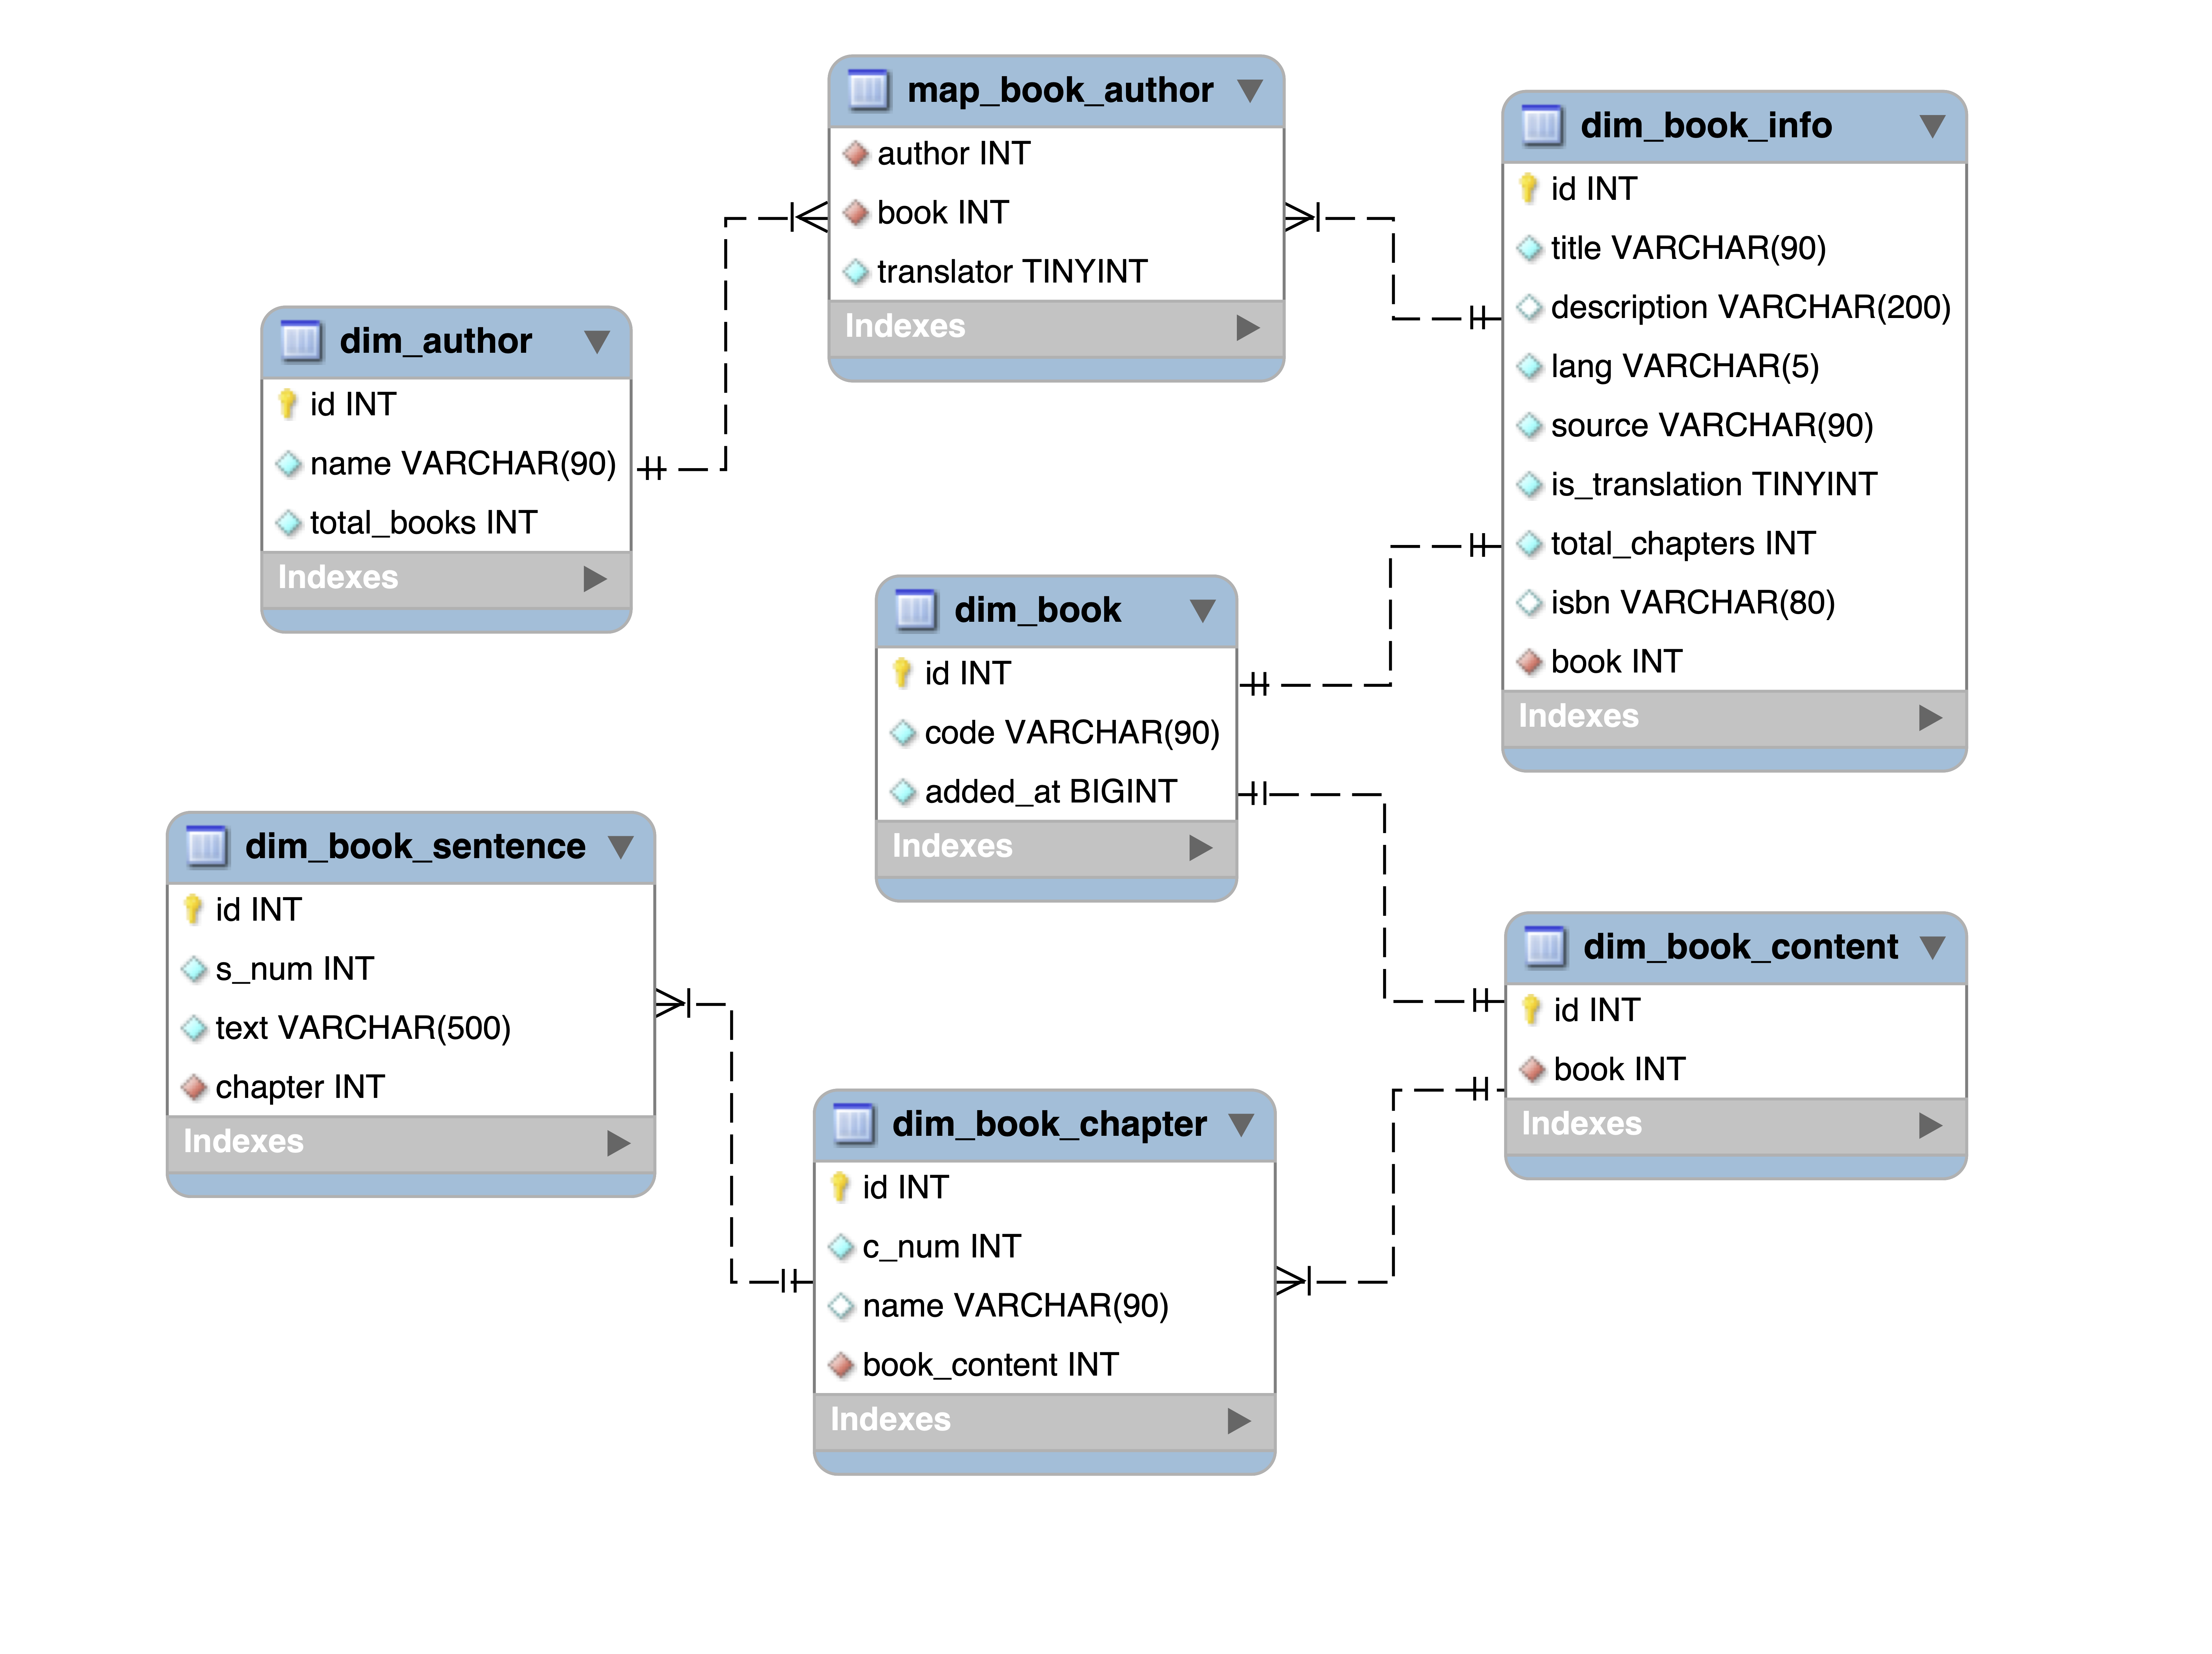 map_book_author
author INT
book INT
translator TINYINT
Indexes
dim_book_info
id INT
title VARCHAR(90)
description VARCHAR(200)
lang VARCHAR(5)
source VARCHAR(90)
is_translation TINYINT
total_chapters INT
isbn VARCHAR(80)
book INT
Indexes
dim_author
id INT
name VARCHAR(90)
total_books INT
Indexes
dim_book
id INT
code VARCHAR(90)
added_at BIGINT
Indexes
dim_book_sentence
id INT
s_num INT
text VARCHAR(500)
chapter INT
Indexes
dim_book_content
id INT
book INT
Indexes
dim_book_chapter
id INT
c_num INT
name VARCHAR(90)
book_content INT
Indexes